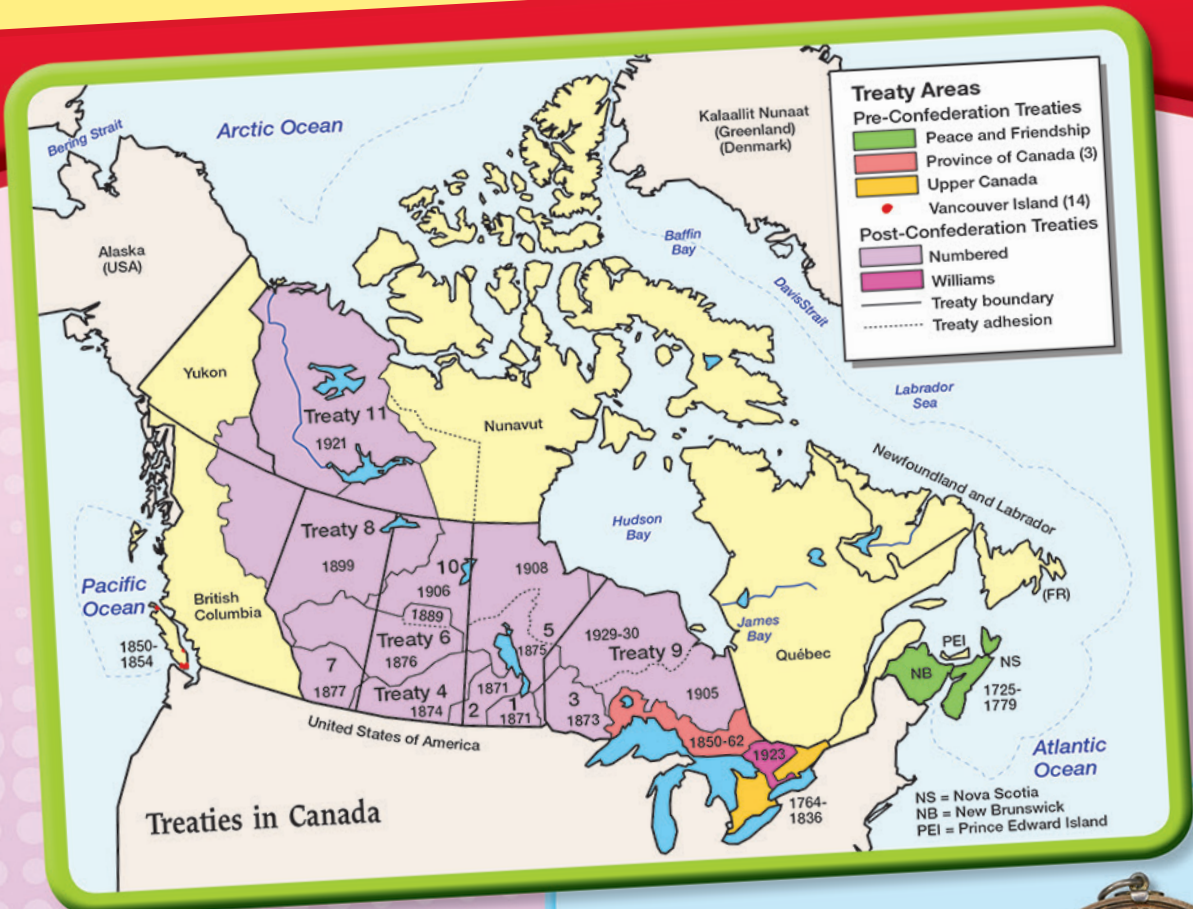 Treaty Areas
Pre-Confederation Treaties
Peace and Friendship
Province of Canada (3)
Upper Canada
Vancouver Island (14)
Post-Confederation Treaties
Numbered
Williams
Treaty boundary
Treaty adhesion
Bering Strait
Arctic Ocean
Kalaallit Nunaat
(Greenland)
(Denmark)
Alaska
(USA)
Baffin
Bay
DavisStrait
Labrador
Sea
Yukon
Treaty 11
1921
Nunavut
Newfoundland and Labrador
Hudson
Bay
Treaty 8
1899
10
1906
1908
1889
Pacific
Ocean
British
Columbia
1850-
1854
James
Bay
(FR)
Treaty 6
1876
5
1875
1929-30
Treaty 9
1905
Québec
PEI
NB
NS
1725-
1779
7
1877
Treaty 4
1874
1871
2
1
1871
3
1873
1850-62
1923
1764-
1836
United States of America
Atlantic
Ocean
Treaties in Canada
NS = Nova Scotia
NB = New Brunswick
PEI = Prince Edward Island